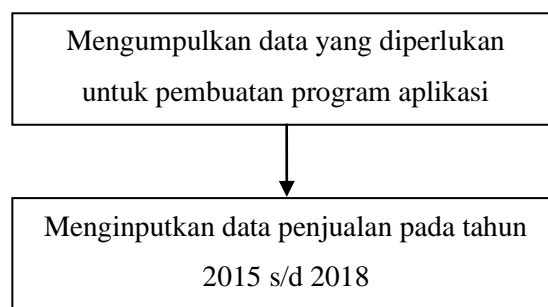 Mengumpulkan data yang diperlukan
untuk pembuatan program aplikasi
Menginputkan data penjualan pada tahun
2015 s/d 2018